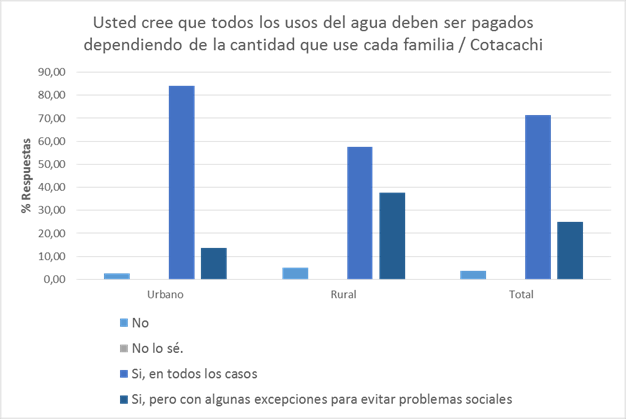 Usted cree que todos los usos del agua deben ser pagados
dependiendo de la cantidad que use cada familia / Cotacachi
% Respuestas
90,00
80,00
70,00
60,00
50,00
40,00
30,00
20,00
10,00
0,00
Urbano Rural Total
No
No lo sé.
Si, en todos los casos
Si, pero con algunas excepciones para evitar problemas sociales